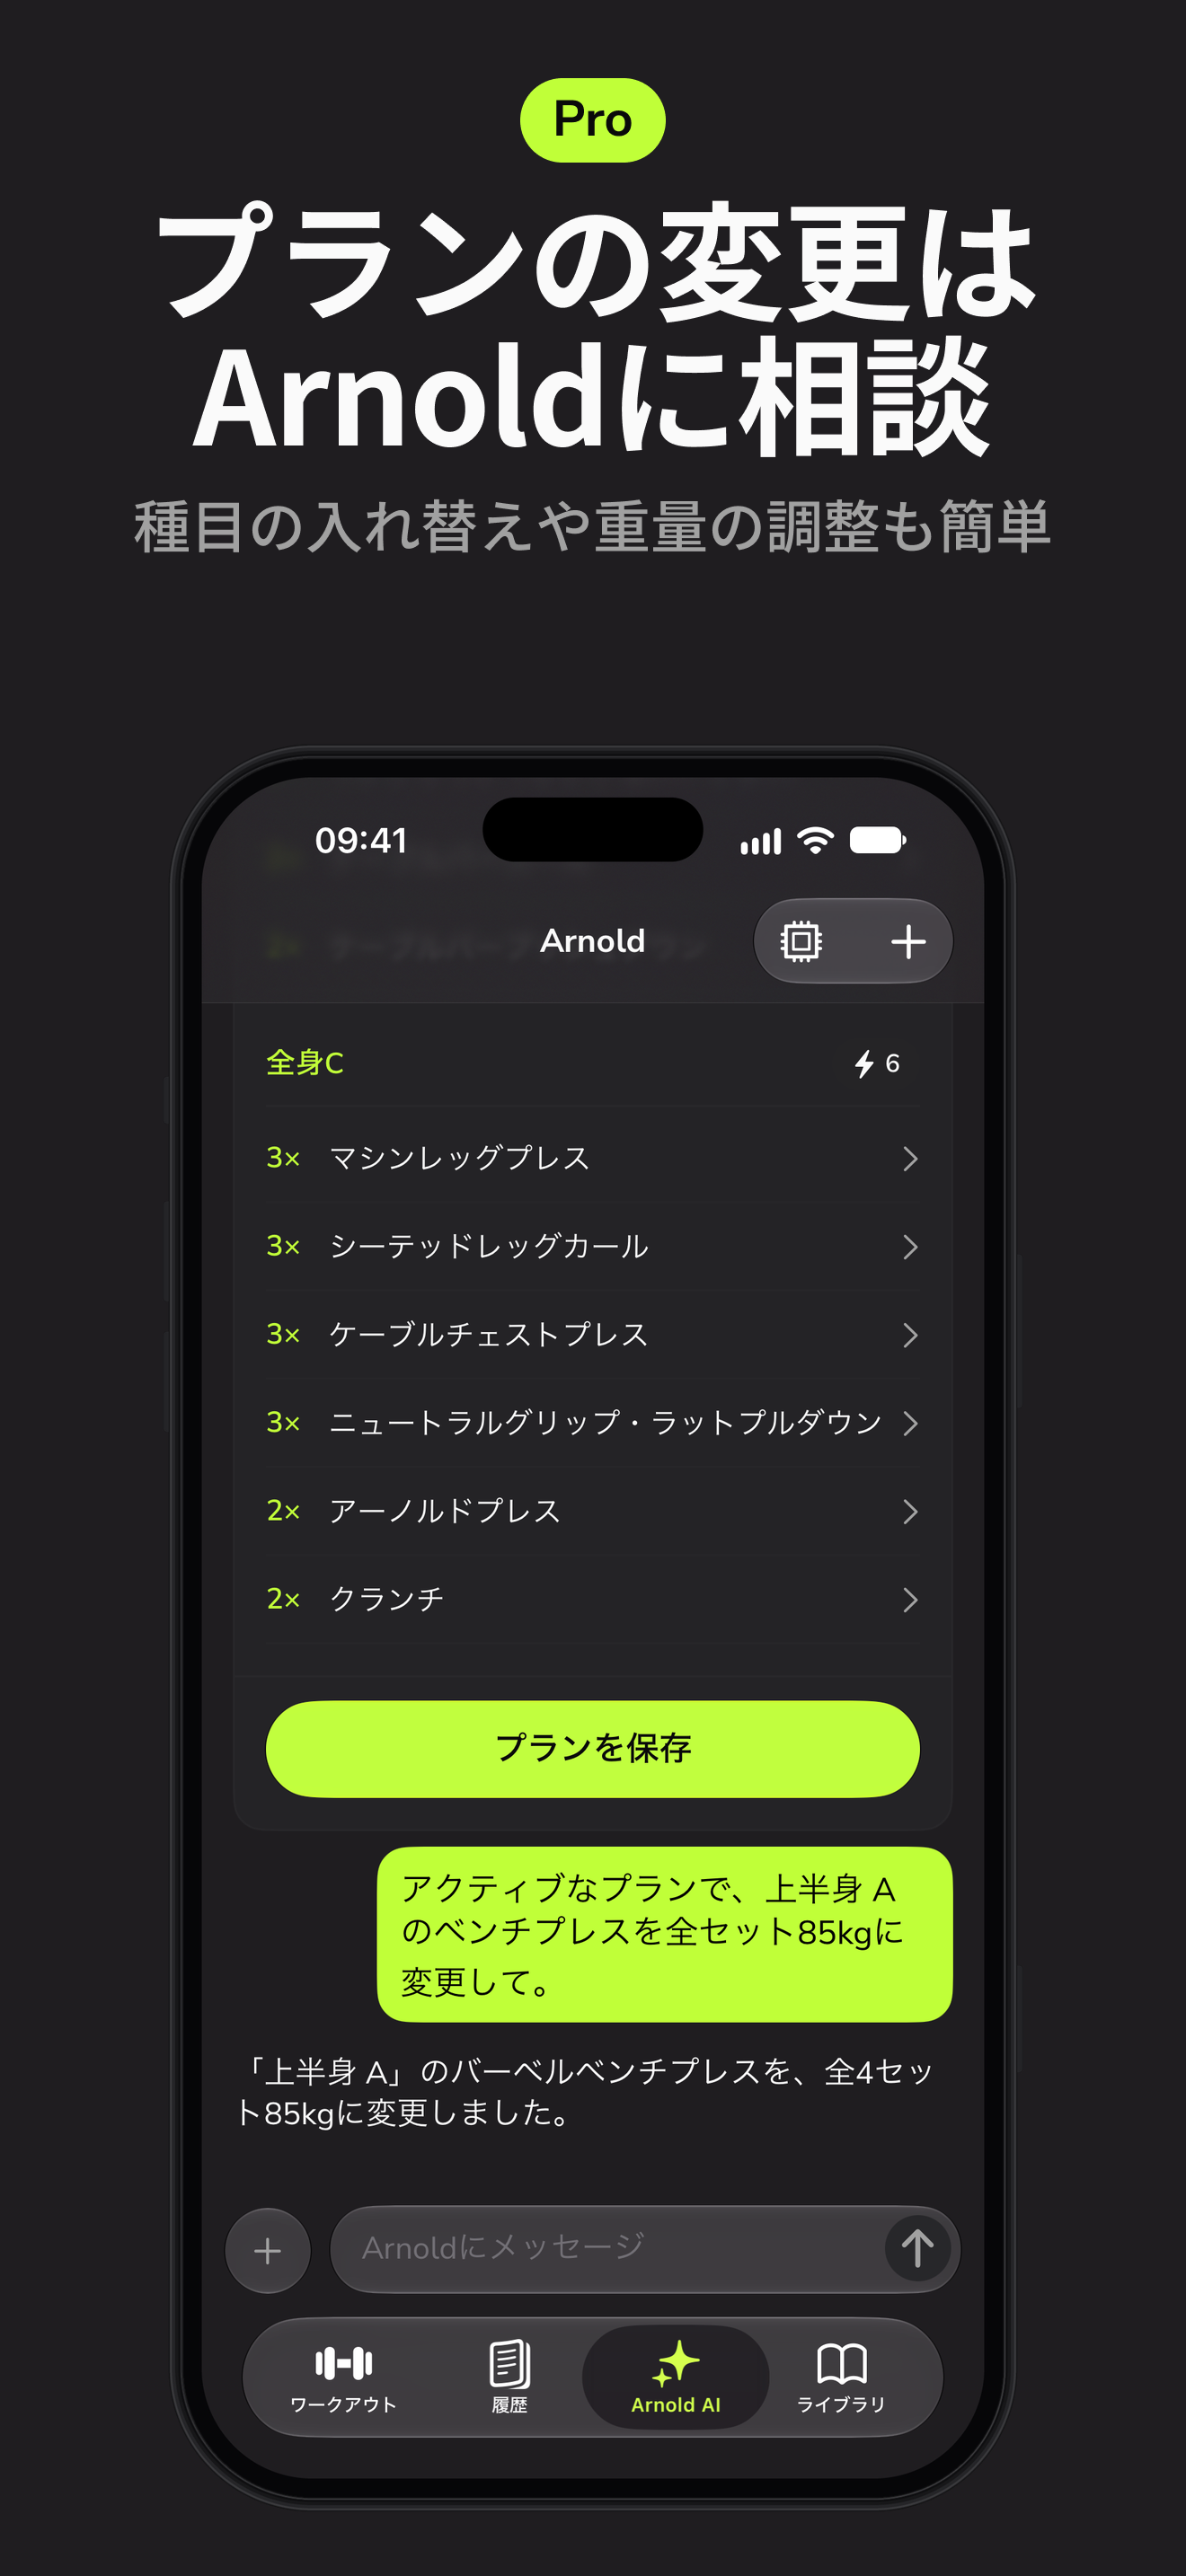 Pro
プランの変更は
Arnoldに相談
種目の入れ替えや重量の調整も簡単
09:41
Arnold
全身C
6
3× マシンレッグプレス
3× シーテッドレッグカール
3× ケーブルチェストプレス
3× ニュートラルグリップ・ラットプルダウン
2× アーノルドプレス
2× クランチ
プランを保存
アクティブなプランで、上半身 A
のベンチプレスを全セット85kgに
変更して。
「上半身 A」のバーベルベンチプレスを、全4セッ
ト85kgに変更しました。
Arnoldにメッセージ
ワークアウト
履歴
Arnold AI
ライブラリ